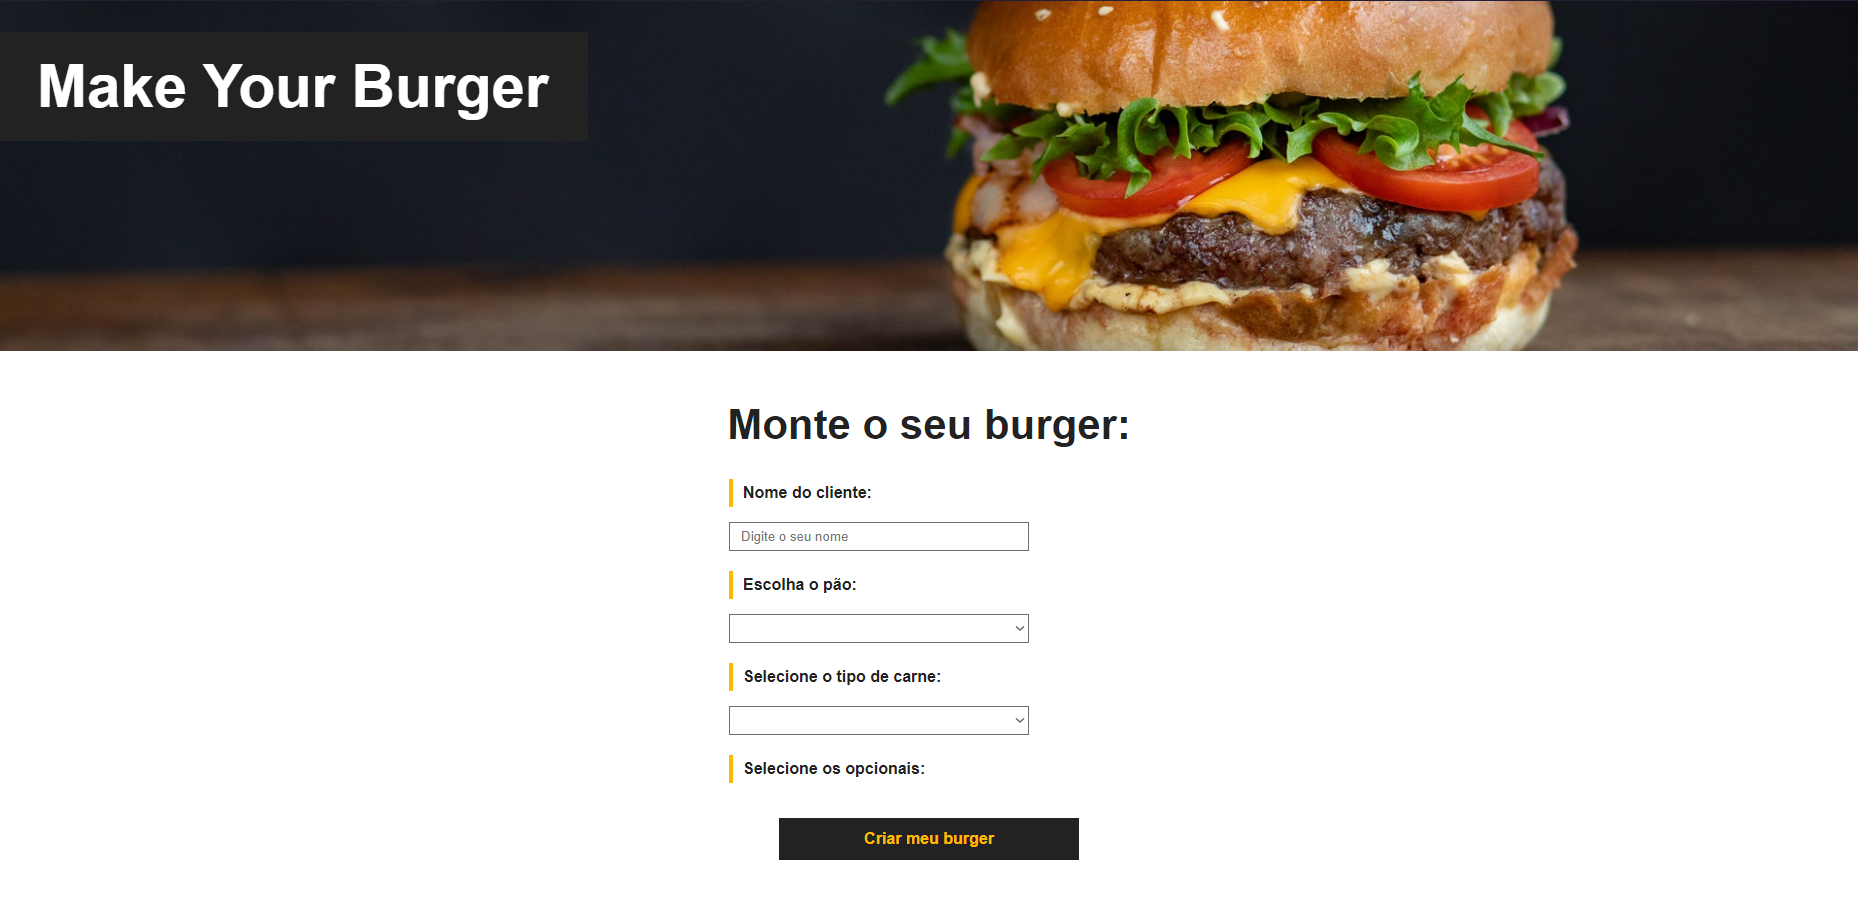 Make Your Burger
Monte o seu burger:
Nome do cliente:
Digite o seu nome
Escolha o pão:
Selecione o tipo de carne:
Selecione os opcionais:
Criar meu burger